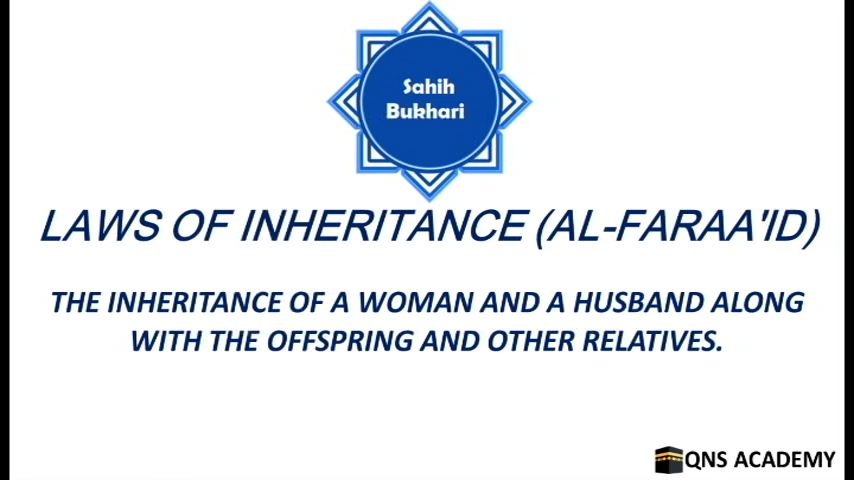 Sahih
Bukhari
LAWS OF INHERITANCE (AL-FARAA'ID)
THE INHERITANCE OF A WOMAN AND A HUSBAND ALONG
WITH THE OFFSPRING AND OTHER RELATIVES.
QNS ACADEMY